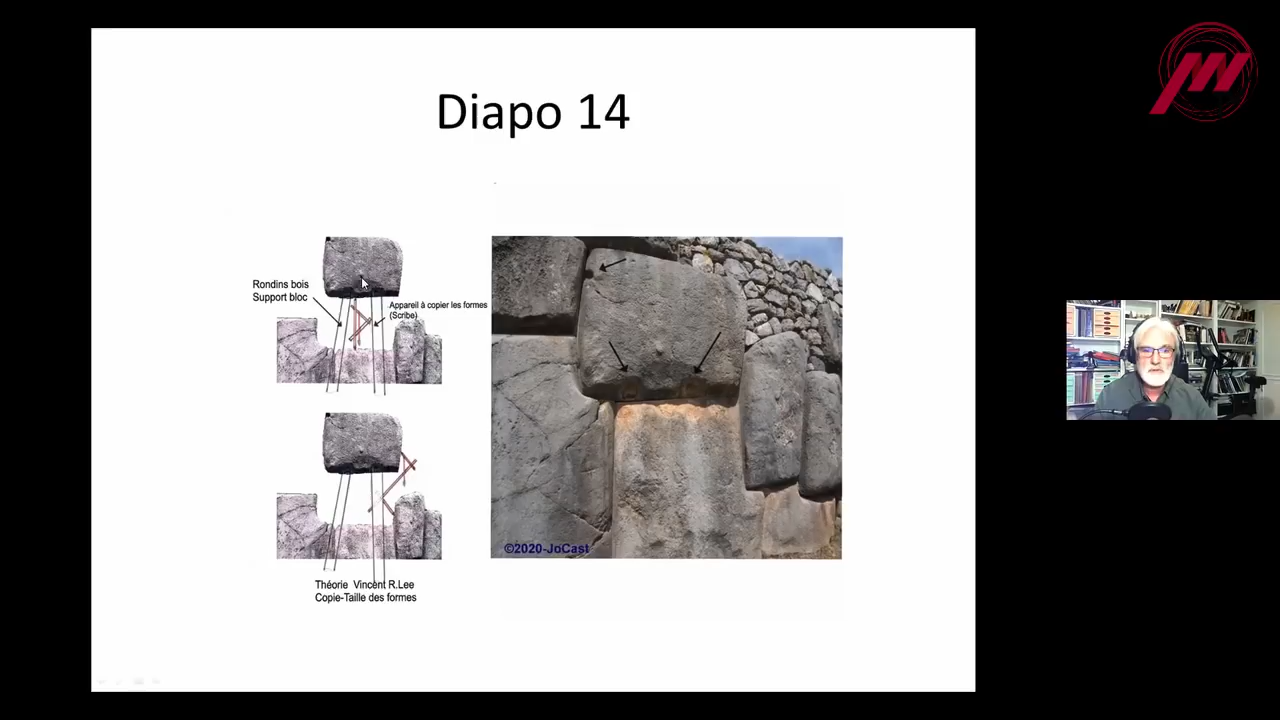 Diapo 14
Rondins bois
Support bloc
Appareil à copier les formes
(Scribe)
Théorie Vincent R.Lee
Copie-Taille des formes
©2020-JoCast